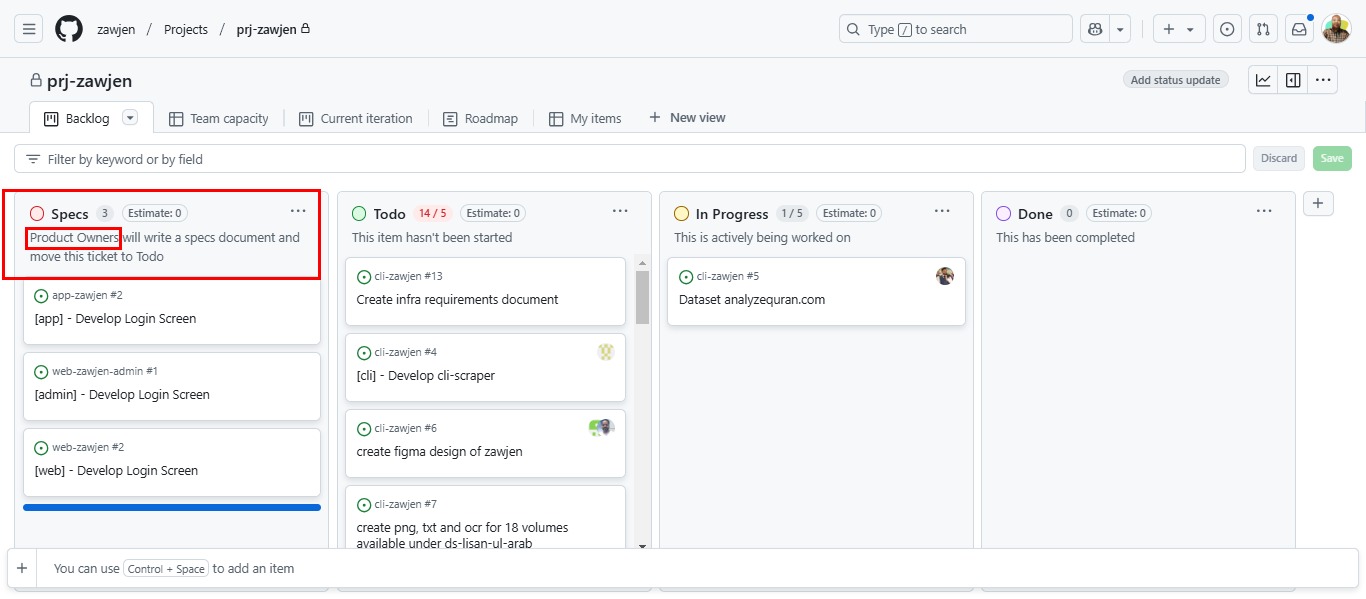 zawjen / Projects / prj-zawjen
Type / to search
prj-zawjen
Add status update
Backlog
Team capacity
Current iteration
Roadmap
My items
New view
Filter by keyword or by field
Discard
Save
Specs 3 Estimate: 0
Product Owners will write a specs document and
move this ticket to Todo
app-zawjen #2
[app] - Develop Login Screen
web-zawjen-admin #1
[admin] - Develop Login Screen
web-zawjen #2
[web] - Develop Login Screen
Todo 14 / 5 Estimate: 0
This item hasn't been started
cli-zawjen #13
Create infra requirements document
cli-zawjen #4
[cli] - Develop cli-scraper
cli-zawjen #6
create figma design of zawjen
cli-zawjen #7
create png, txt and ocr for 18 volumes
available under ds-lisan-ul-arab
In Progress 1 / 5 Estimate: 0
This is actively being worked on
cli-zawjen #5
Dataset analyzequran.com
Done 0 Estimate: 0
This has been completed
You can use Control + Space to add an item